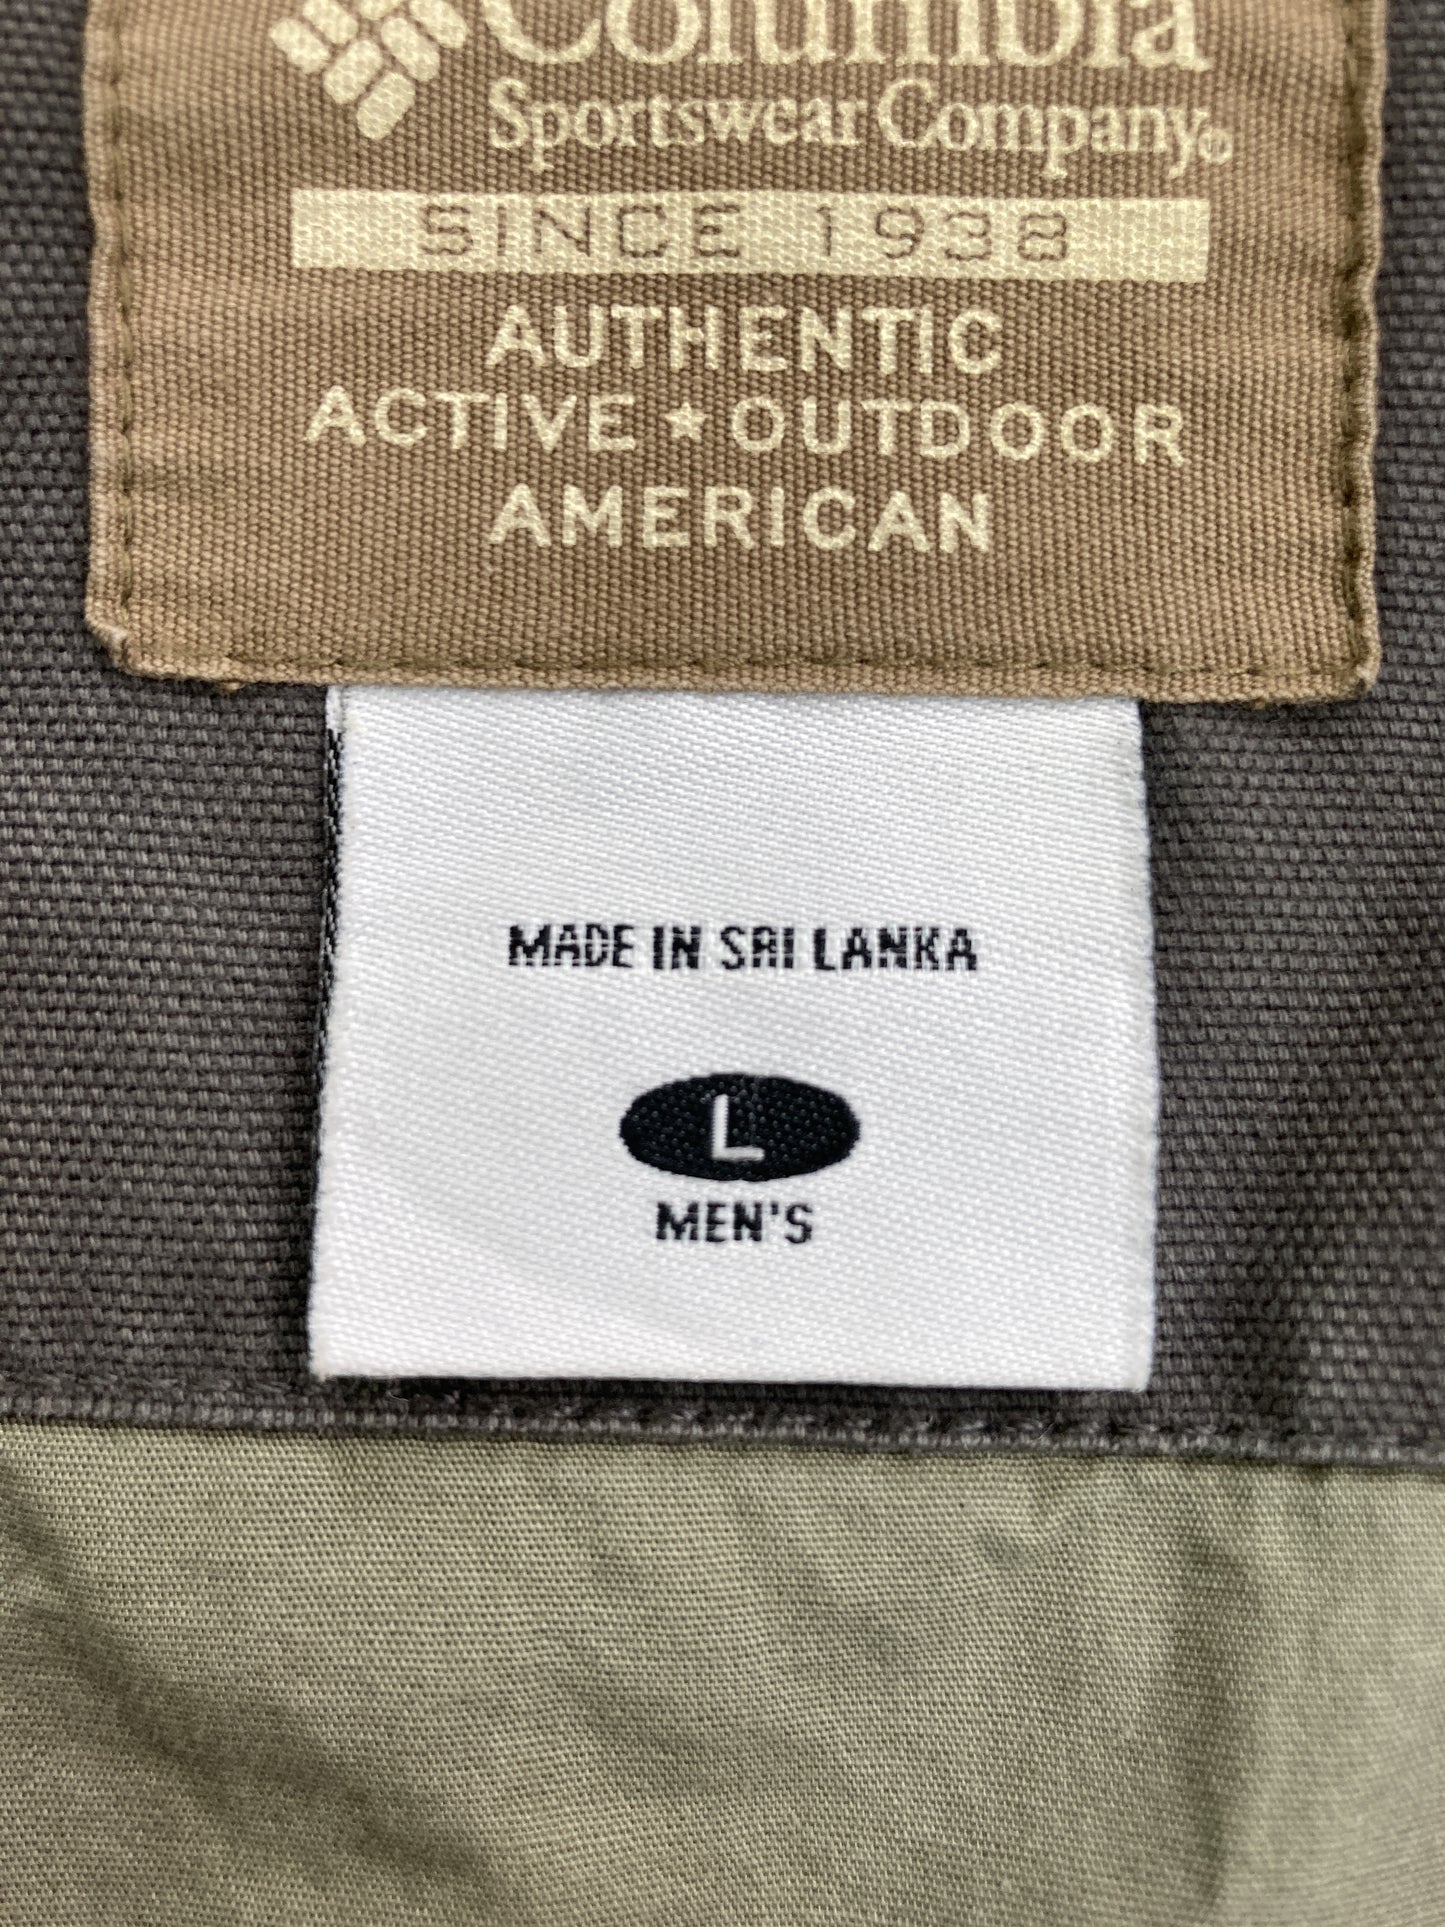 Columbia
Sportswear Company®
SINCE 1938
AUTHENTIC
ACTIVE ★ OUTDOOR
AMERICAN
MADE IN SRI LANKA
L
MEN'S